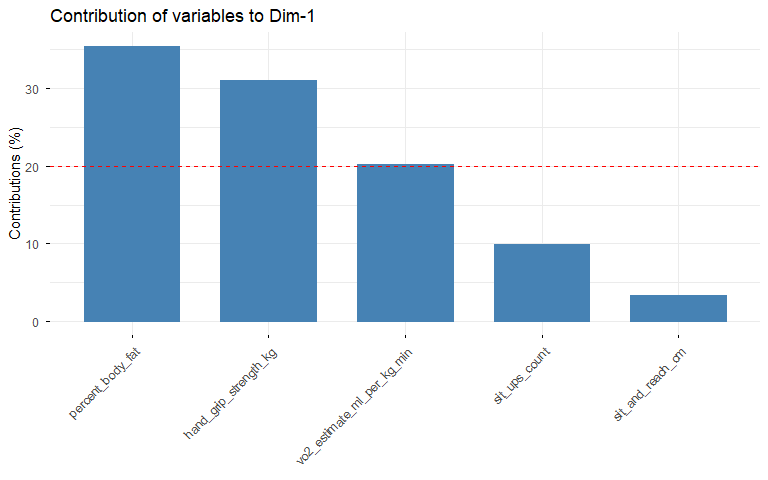 Contribution of variables to Dim-1
Contributions (%)
30
20
10
0
percent_body_fat
hand_grip_strength_kg
vo2_estimate_ml_per_kg_min
sit_ups_count
sit_and_reach_cm